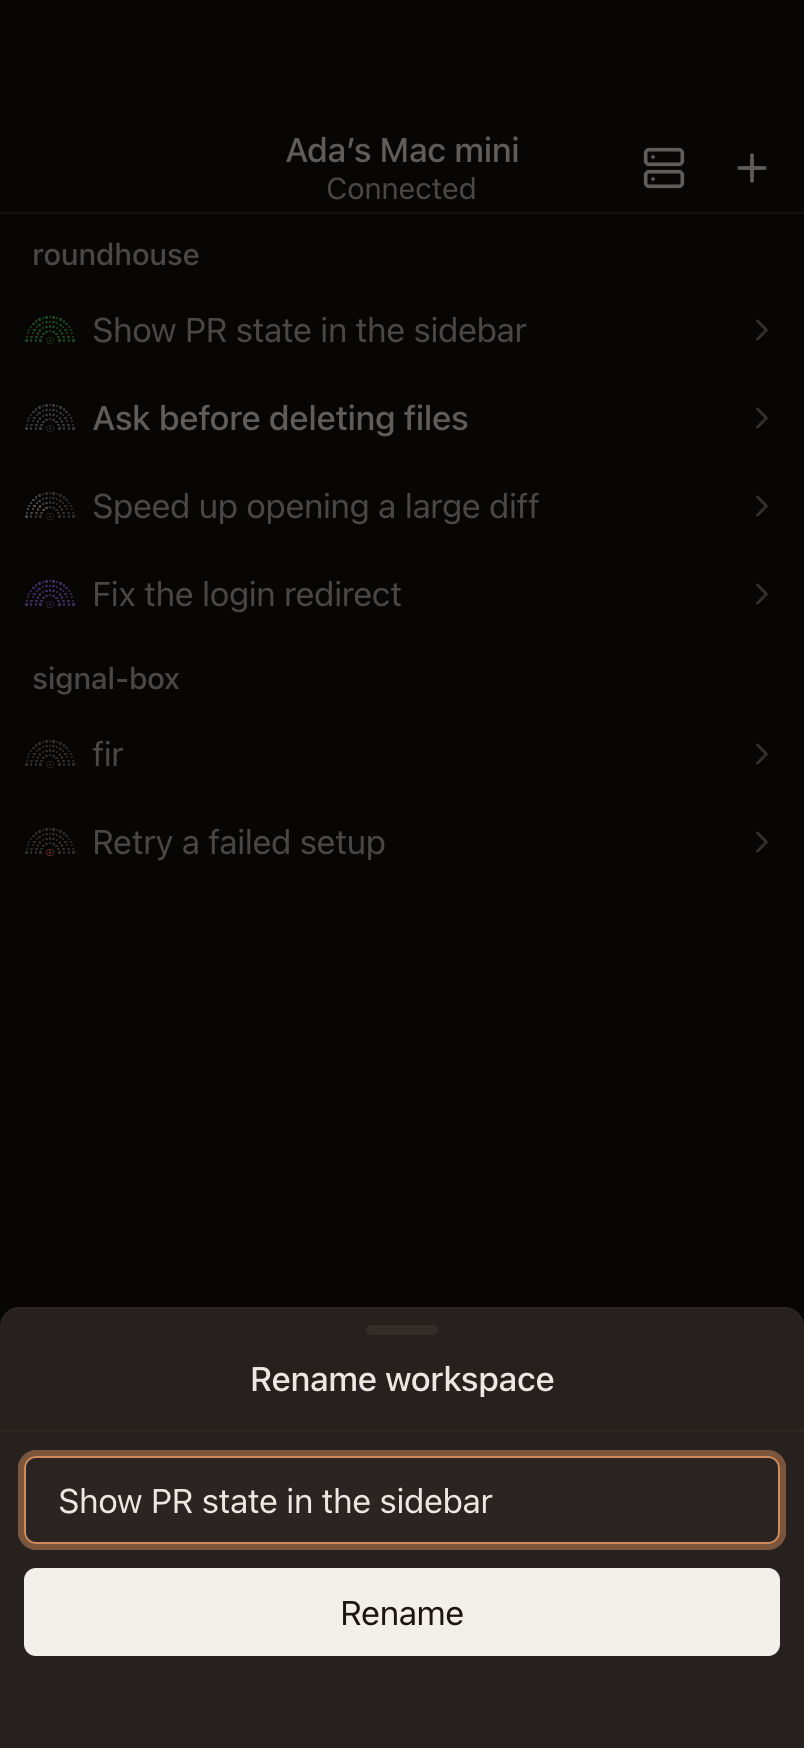 Ada’s Mac mini
Connected
roundhouse
Show PR state in the sidebar
Ask before deleting files
Speed up opening a large diff
Fix the login redirect
signal-box
fir
Retry a failed setup
Rename workspace
Show PR state in the sidebar
Rename